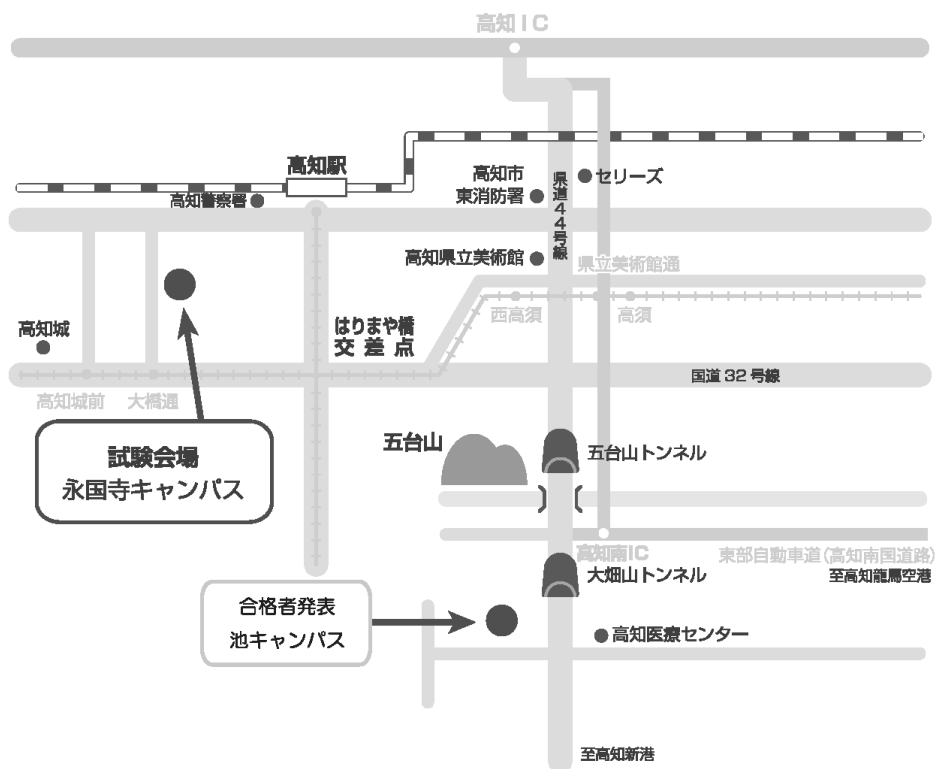 高知IC
高知駅
高知市
東消防署
セリーズ
県道44号線
高知警察署
高知県立美術館
県立美術館通
西高須
高須
はりまや橋
交差点
高知城
国道32号線
高知城前
大橋通
試験会場
永国寺キャンパス
五台山
五台山トンネル
高知南IC
東部自動車道(高知南国道路)
至高知龍馬空港
大畑山トンネル
合格者発表
池キャンパス
高知医療センター
至高知新港